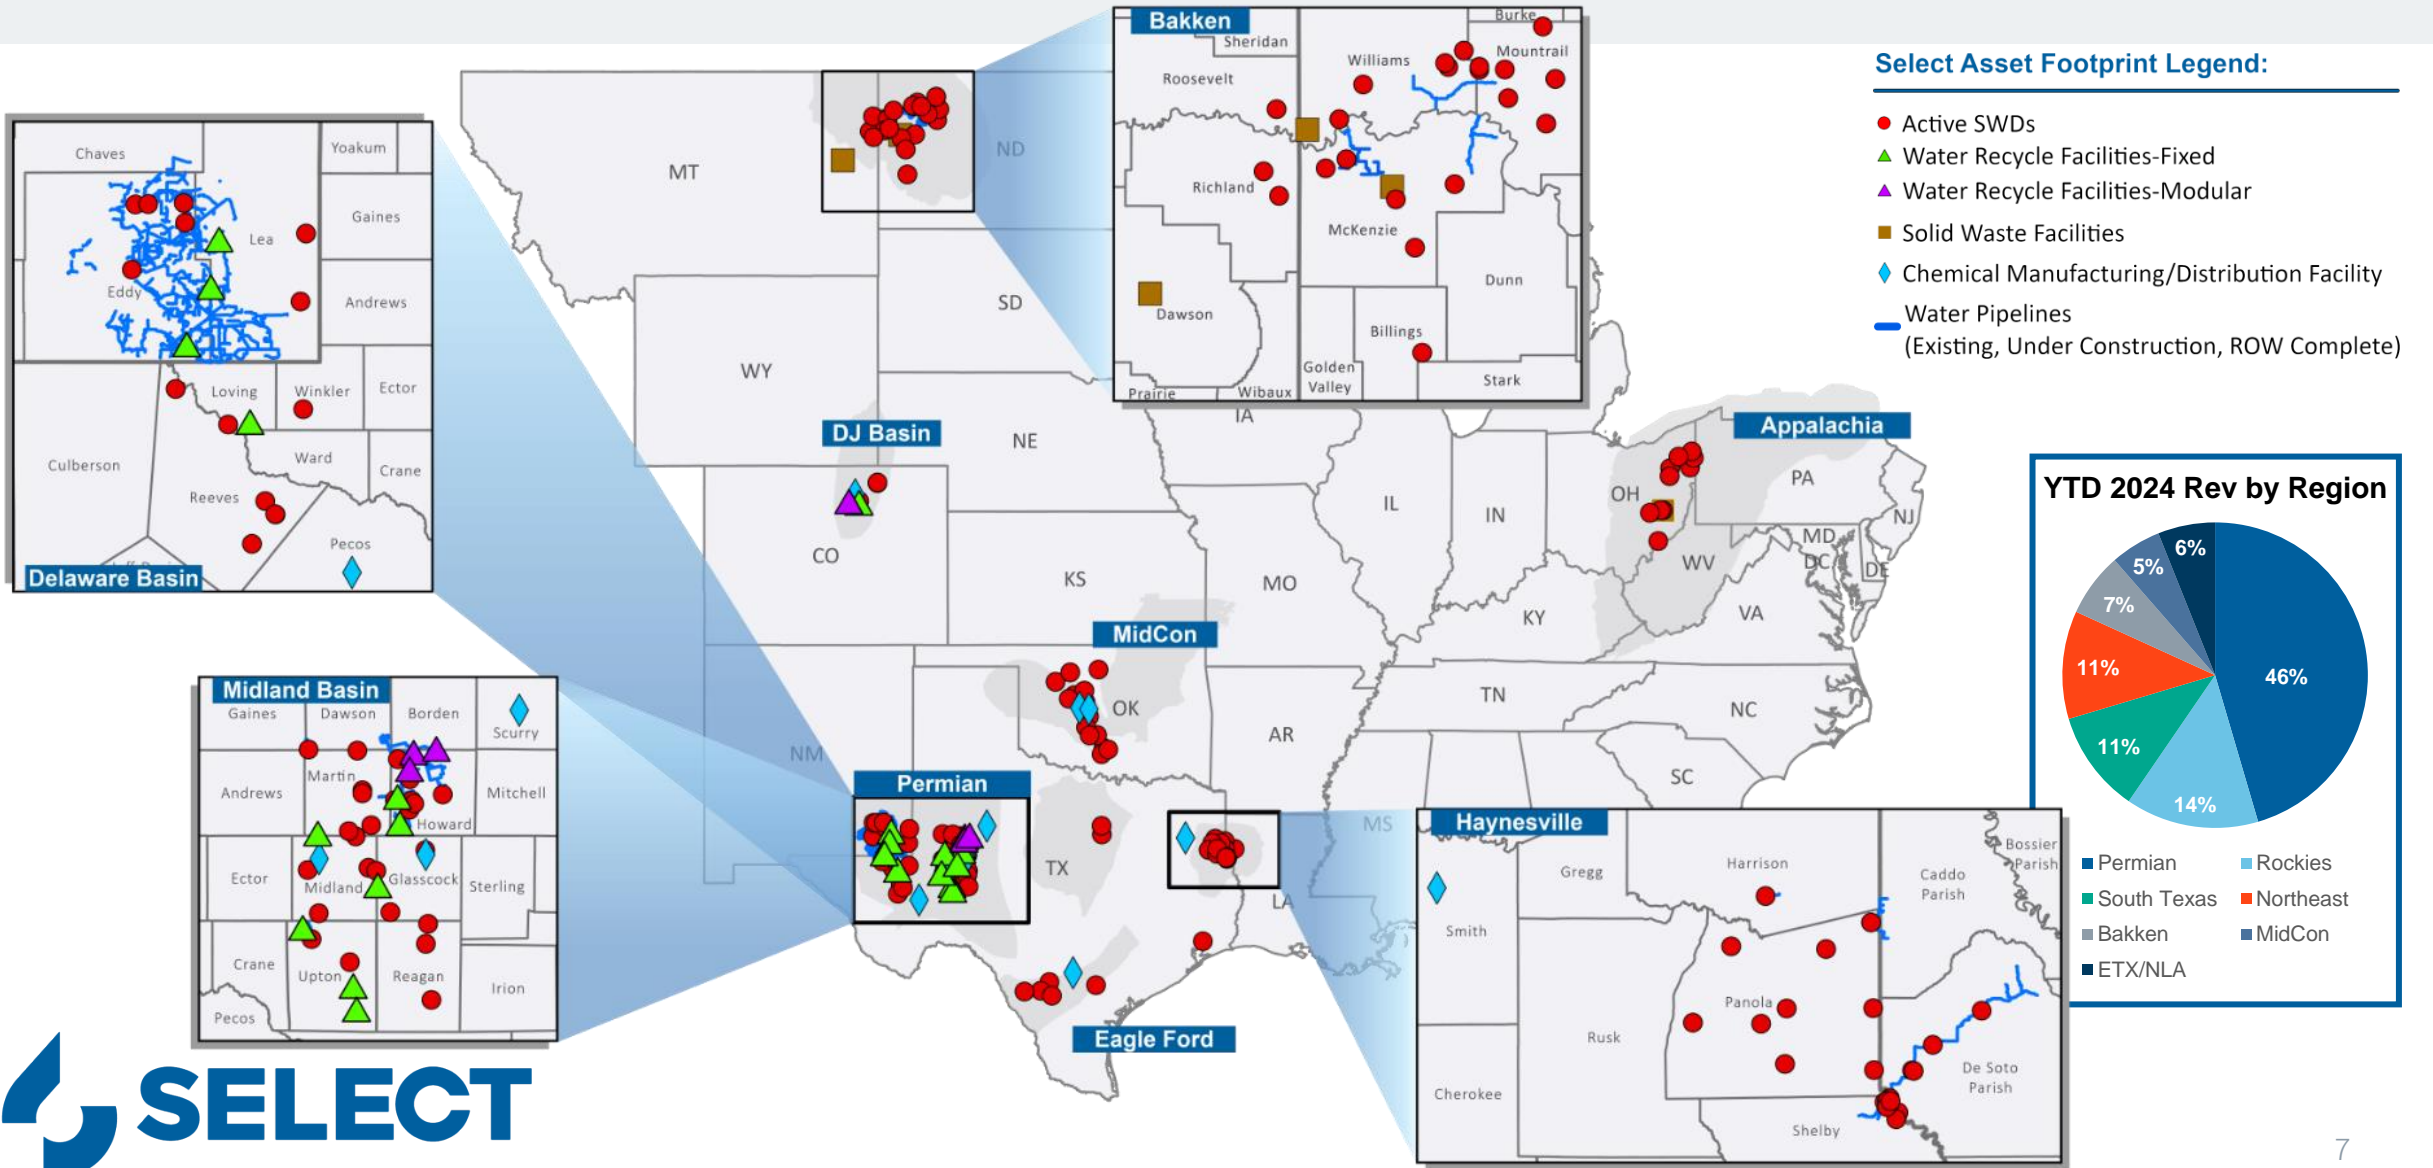 Select Asset Footprint Legend:
Active SWDs
Water Recycle Facilities-Fixed
Water Recycle Facilities-Modular
Solid Waste Facilities
Chemical Manufacturing/Distribution Facility
Water Pipelines
(Existing, Under Construction, ROW Complete)
Bakken
Burke
Sheridan
Williams
Mountrail
Roosevelt
Richland
McKenzie
Dunn
Dawson
Billings
Golden
Valley
Stark
Prairie
Wibaux
Chaves
Yoakum
Gaines
Lea
Eddy
Andrews
Loving
Winkler
Ector
Culberson
Ward
Crane
Reeves
Pecos
Delaware Basin
MT
ND
SD
WY
NE
IA
DJ Basin
CO
KS
MO
IL
IN
OH
PA
NJ
MD
DC
DE
WV
VA
KY
TN
NC
SC
AR
OK
NM
TX
MS
LA
Appalachia
MidCon
Permian
Eagle Ford
Midland Basin
Gaines
Dawson
Borden
Scurry
Martin
Andrews
Mitchell
Howard
Ector
Midland
Glasscock
Sterling
Crane
Upton
Reagan
Irion
Pecos
Haynesville
Gregg
Harrison
Caddo
Parish
Bossier
Parish
Smith
Panola
Rusk
De Soto
Parish
Cherokee
Shelby
YTD 2024 Rev by Region
6%
5%
7%
46%
11%
11%
14%
Permian
Rockies
South Texas
Northeast
Bakken
MidCon
ETX/NLA
SELECT
7